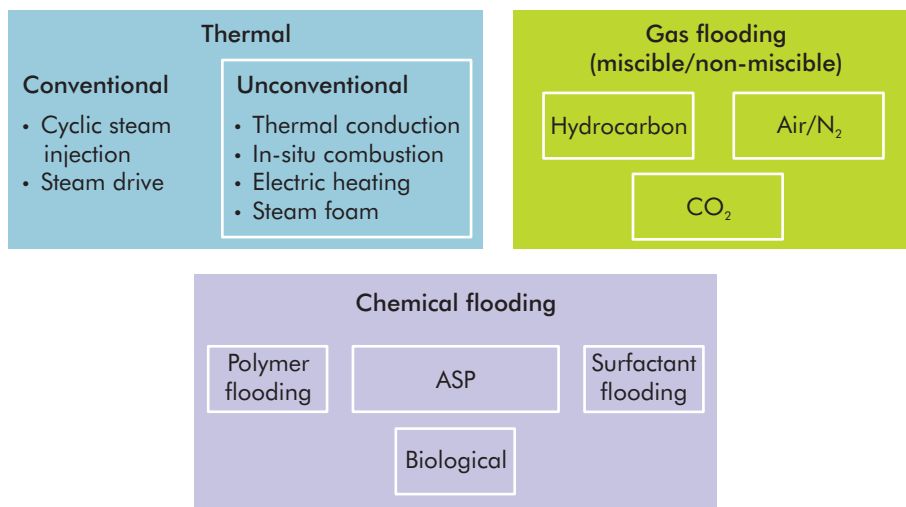 Thermal
Conventional
• Cyclic steam
injection
• Steam drive
Unconventional
• Thermal conduction
• In-situ combustion
• Electric heating
• Steam foam
Gas flooding
(miscible/non-miscible)
Hydrocarbon
Air/N₂
CO₂
Chemical flooding
Polymer
flooding
ASP
Surfactant
flooding
Biological